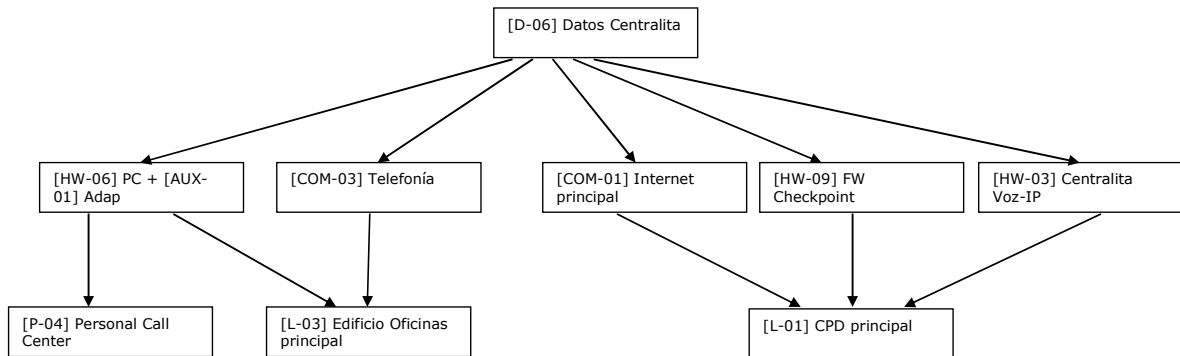 [D-06] Datos Centralita
[HW-06] PC + [AUX-
01] Adap
[COM-03] Telefonía
[COM-01] Internet
principal
[HW-09] FW
Checkpoint
[HW-03] Centralita
Voz-IP
[P-04] Personal Call
Center
[L-03] Edificio Oficinas
principal
[L-01] CPD principal